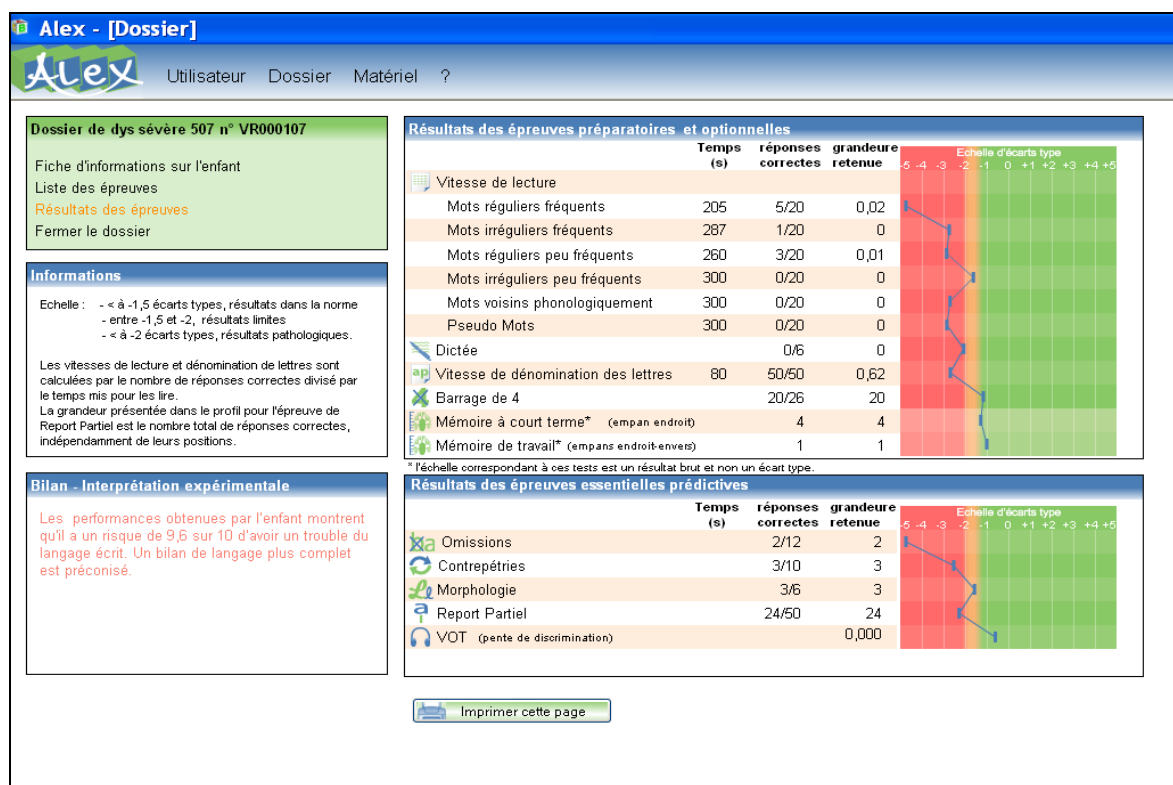 Alex - [Dossier]
ALex Utilisateur Dossier Matériel ?
Dossier de dys sévère 507 n° VR000107
Fiche d'informations sur l'enfant
Liste des épreuves
Résultats des épreuves
Fermer le dossier
Informations
Echelle : - < à -1,5 écarts types, résultats dans la norme
- entre -1,5 et -2, résultats limites
- < à -2 écarts types, résultats pathologiques.
Les vitesses de lecture et dénomination de lettres sont
calculées par le nombre de réponses correctes divisé par
le temps mis pour les lire.
La grandeur présentée dans le profil pour l'épreuve de
Report Partiel est le nombre total de réponses correctes,
indépendamment de leurs positions.
Bilan - Interprétation expérimentale
Les performances obtenues par l'enfant montrent
qu'il a un risque de 9,6 sur 10 d'avoir un trouble du
langage écrit. Un bilan de langage plus complet
est préconisé.
Résultats des épreuves préparatoires et optionnelles
Temps réponses grandeure
(s) correctes retenue
Echelle d'écarts type
-5 -4 -3 -2 -1 0 +1 +2 +3 +4 +5
Vitesse de lecture
Mots réguliers fréquents 205 5/20 0,02
Mots irréguliers fréquents 287 1/20 0
Mots réguliers peu fréquents 260 3/20 0,01
Mots irréguliers peu fréquents 300 0/20 0
Mots voisins phonologiquement 300 0/20 0
Pseudo Mots 300 0/20 0
Dictée 0/6 0
ap Vitesse de dénomination des lettres 80 50/50 0,62
Barrage de 4 20/26 20
Mémoire à court terme* (empan endroit) 4 4
Mémoire de travail* (empans endroit-envers) 1 1
* l'échelle correspondant à ces tests est un résultat brut et non un écart type.
Résultats des épreuves essentielles prédictives
Temps réponses grandeure
(s) correctes retenue
Echelle d'écarts type
-5 -4 -3 -2 -1 0 +1 +2 +3 +4 +5
Omissions 2/12 2
Contrepétries 3/10 3
Morphologie 3/6 3
Report Partiel 24/50 24
VOT (pente de discrimination) 0,000
Imprimer cette page